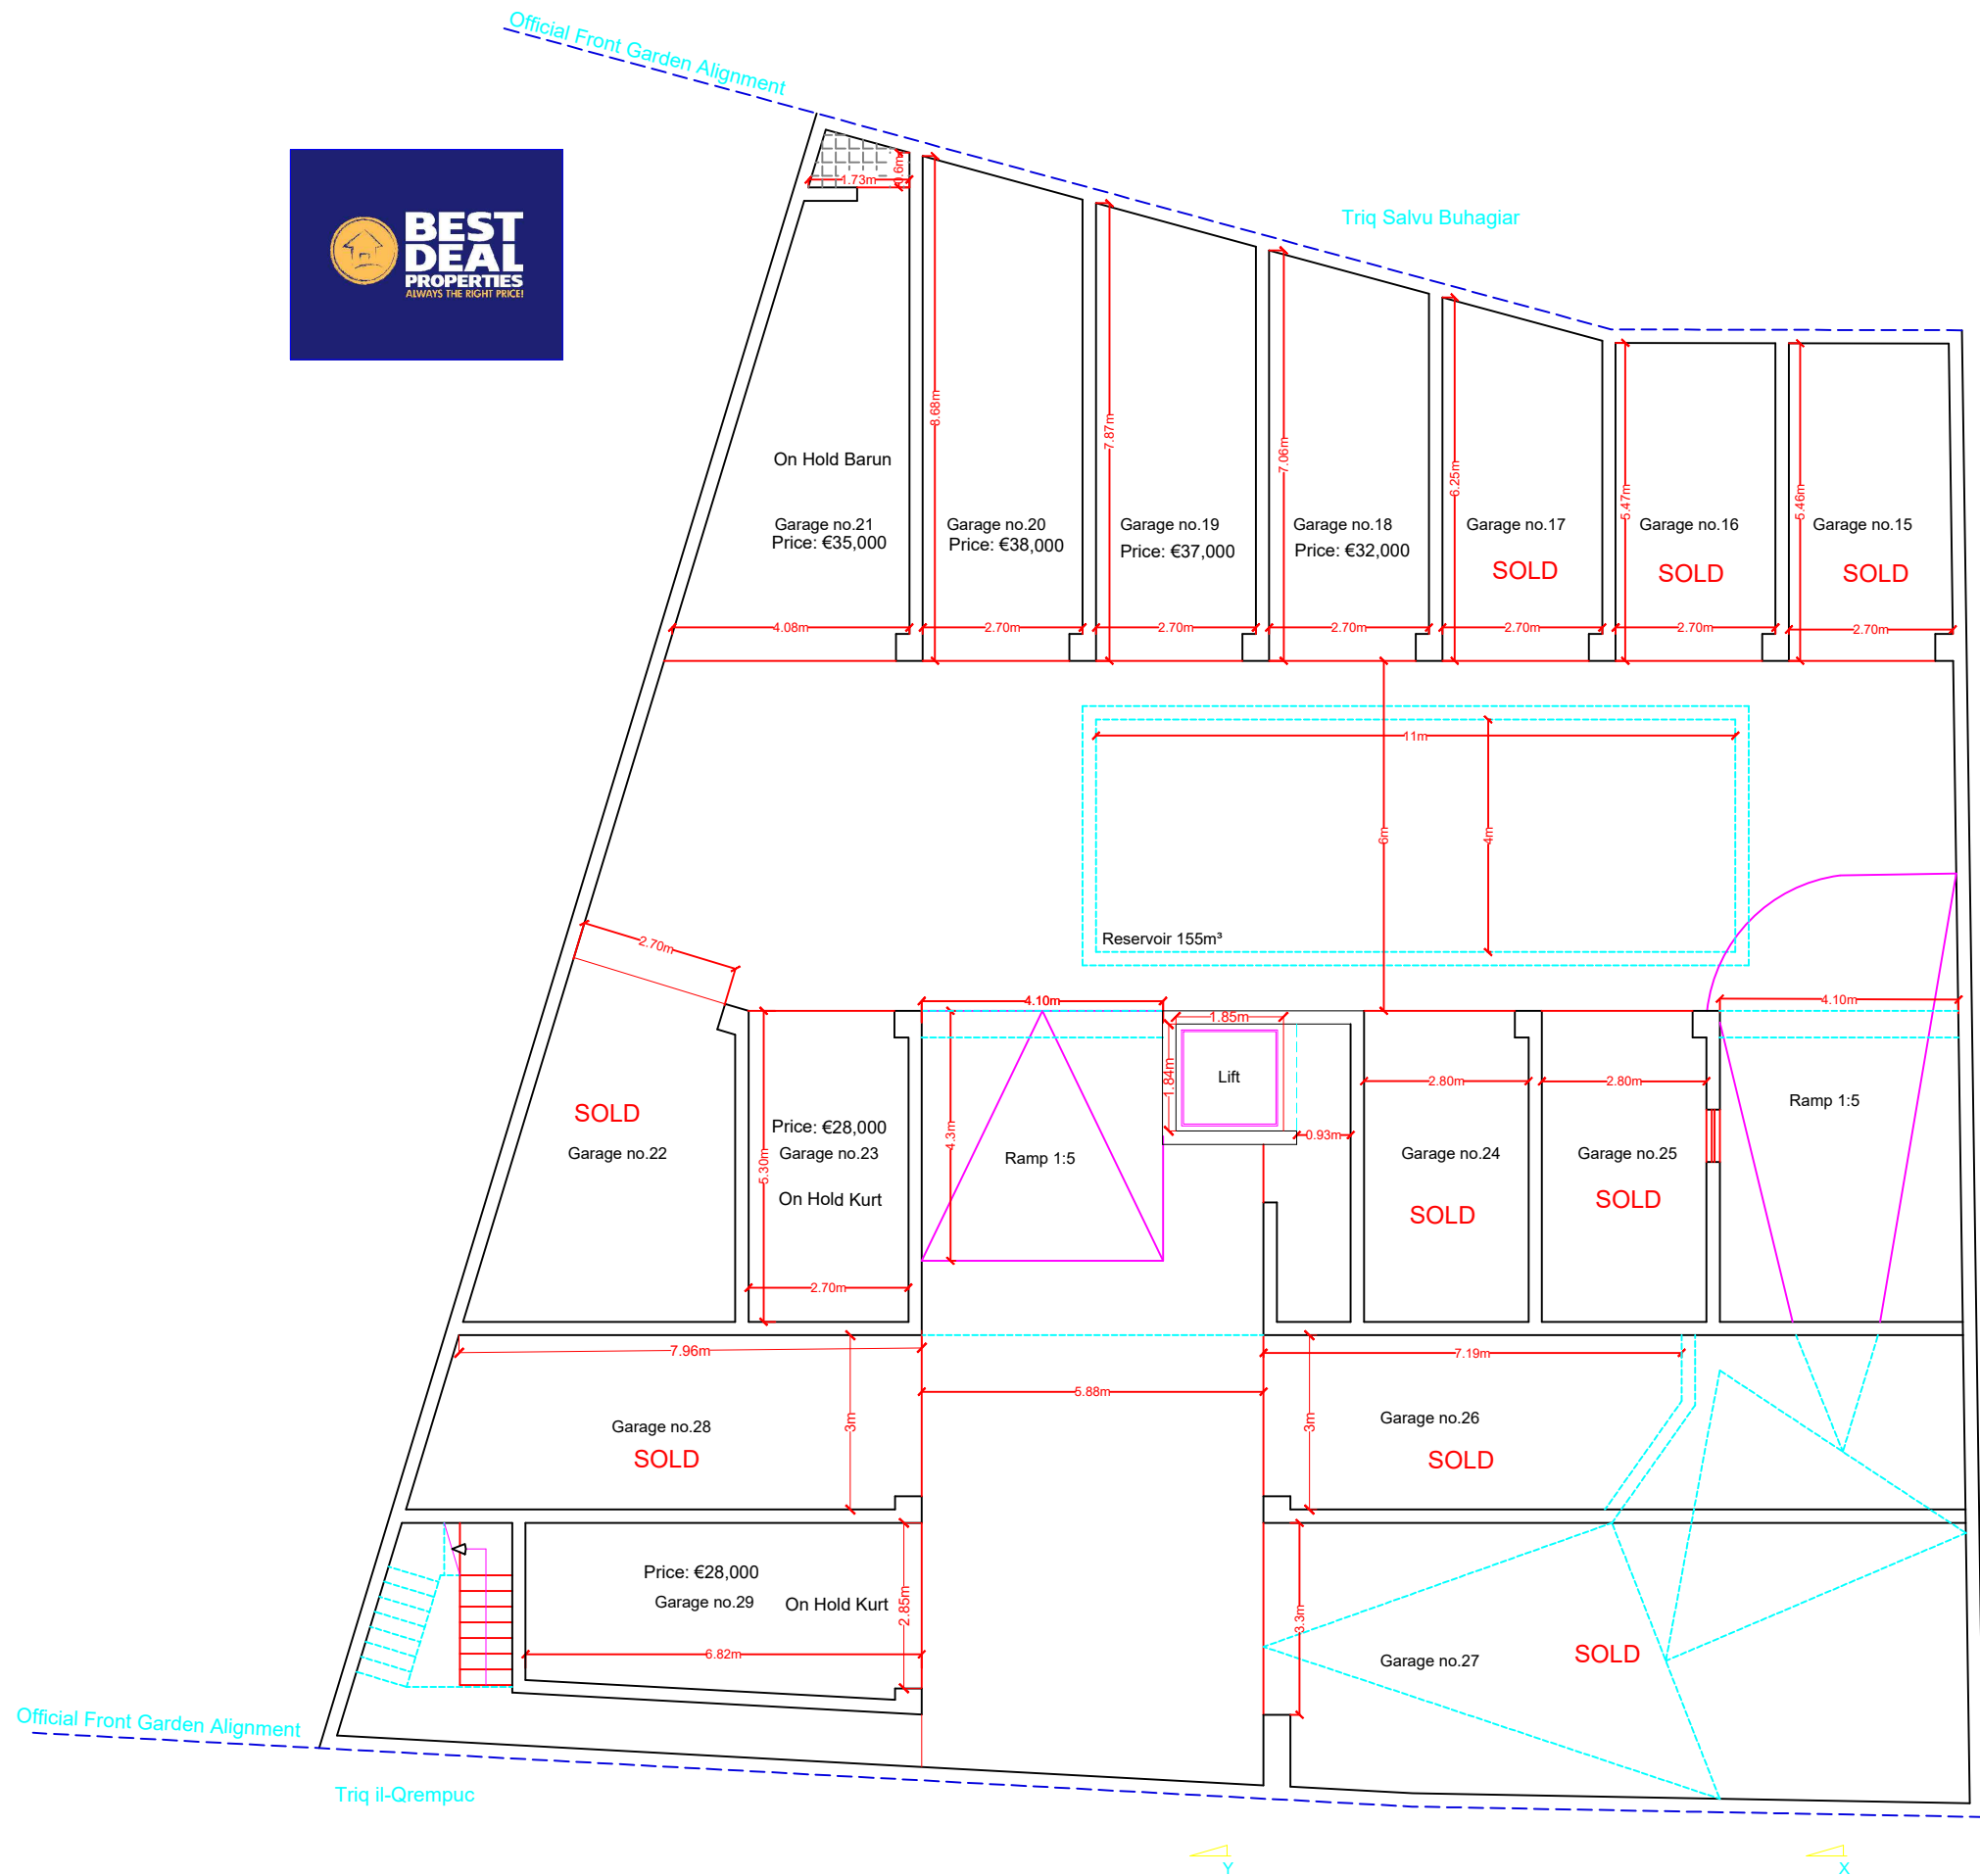 Official Front Garden Alignment
BEST
DEAL
PROPERTIES
ALWAYS THE RIGHT PRICE!
Triq Salvu Buhagiar
1.73m
8.68m
7.87m
7.06m
6.25m
5.47m
5.46m
On Hold Barun
Garage no.21
Price: €35,000
Garage no.20
Price: €38,000
Garage no.19
Price: €37,000
Garage no.18
Price: €32,000
Garage no.17
SOLD
Garage no.16
SOLD
Garage no.15
SOLD
4.08m
2.70m
2.70m
2.70m
2.70m
2.70m
2.70m
11m
6m
4m
Reservoir 155m³
2.70m
4.10m
1.85m
4.10m
1.84m
Lift
0.93m
2.80m
2.80m
Ramp 1:5
SOLD
Garage no.22
Price: €28,000
Garage no.23
On Hold Kurt
5.30m
2.70m
4.3m
Ramp 1:5
Garage no.24
SOLD
Garage no.25
SOLD
7.96m
3m
5.88m
7.19m
3m
Garage no.28
SOLD
Garage no.26
SOLD
Price: €28,000
Garage no.29
On Hold Kurt
2.85m
6.82m
3.3m
Garage no.27
SOLD
Official Front Garden Alignment
Triq il-Qrempuc
Y
X